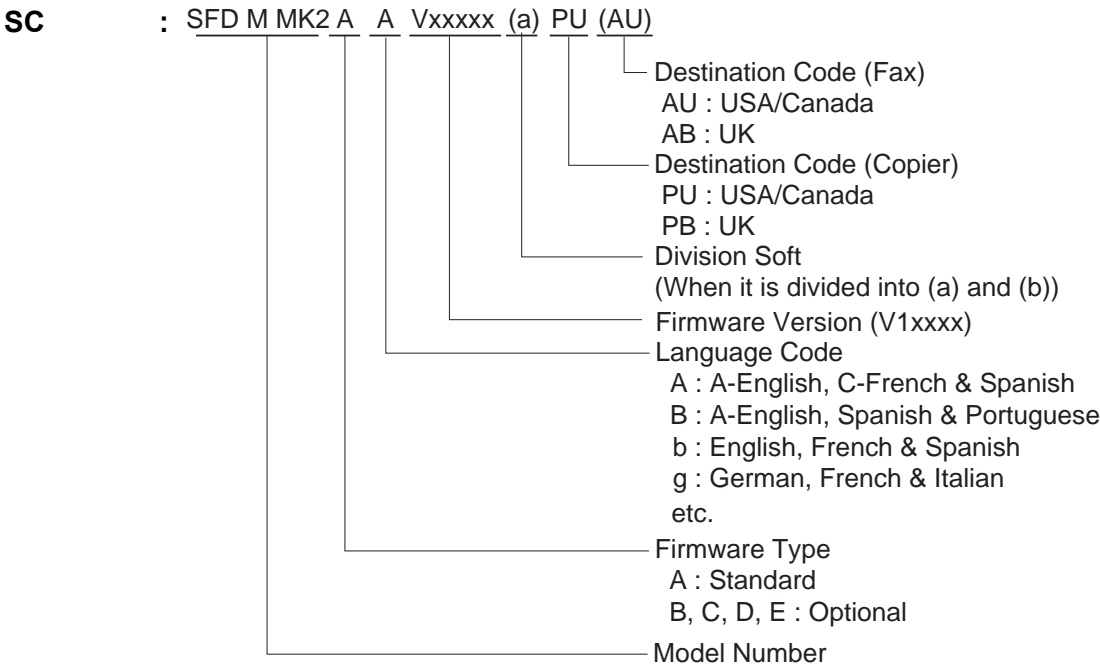 SC : SFD M MK2 A A Vxxxxx (a) PU (AU)
Destination Code (Fax)
AU : USA/Canada
AB : UK
Destination Code (Copier)
PU : USA/Canada
PB : UK
Division Soft
(When it is divided into (a) and (b))
Firmware Version (V1xxxx)
Language Code
A : A-English, C-French & Spanish
B : A-English, Spanish & Portuguese
b : English, French & Spanish
g : German, French & Italian
etc.
Firmware Type
A : Standard
B, C, D, E : Optional
Model Number